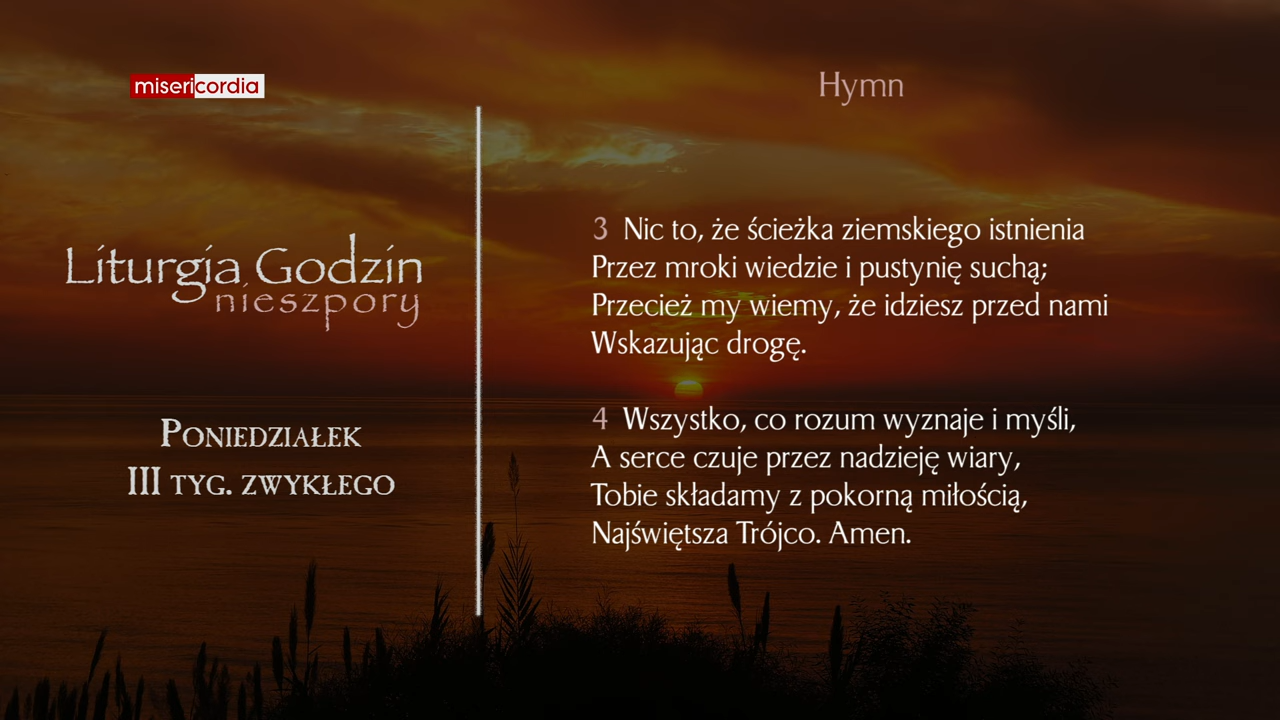 misericordia
Hymn
Liturgia Godzin
nieszpory
Poniedziałek
III tyg. zwykłego
3 Nic to, że ścieżka ziemskiego istnienia
Przez mroki wiedzie i pustynię suchą;
Przecież my wiemy, że idziesz przed nami
Wskazując drogę.
4 Wszystko, co rozum wyznaje i myśli,
A serce czuje przez nadzieję wiary,
Tobie składamy z pokorną miłością,
Najświętsza Trójco. Amen.